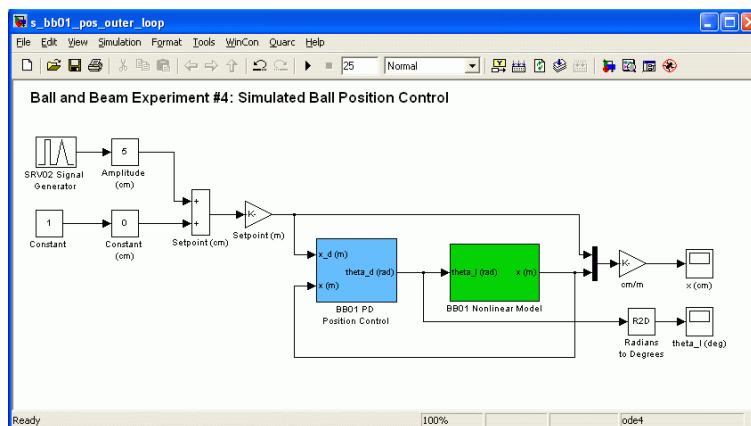 s_bb01_pos_outer_loop
File Edit View Simulation Format Tools WinCon Quarc Help
25 Normal
Ball and Beam Experiment #4: Simulated Ball Position Control
SRV02 Signal
Generator
5
Amplitude
(cm)
1
Constant
0
Constant
(cm)
+
+
Setpoint (cm)
K-
Setpoint (m)
x_d (m)
theta_d (rad)
x (m)
BB01 PD
Position Control
theta_l (rad)
x (m)
BB01 Nonlinear Model
K-
cm/m
x (cm)
R2D
Radians
to Degrees
theta_l (deg)
Ready 100% ode4